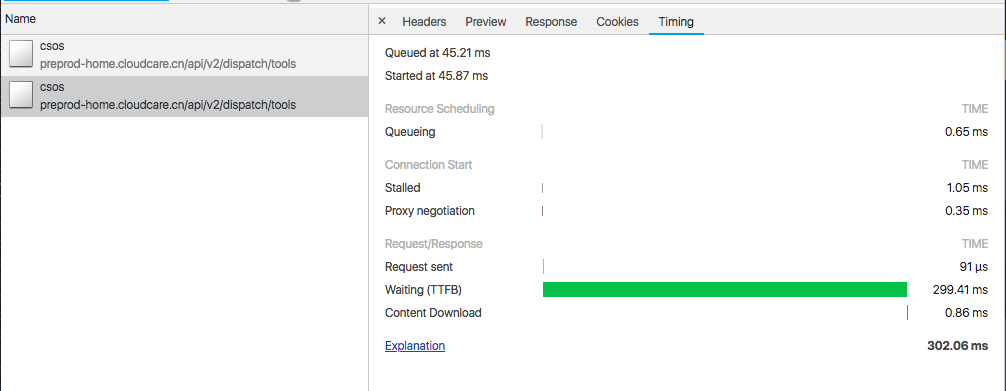 Name
csos
preprod-home.cloudcare.cn/api/v2/dispatch/tools
csos
preprod-home.cloudcare.cn/api/v2/dispatch/tools
× Headers Preview Response Cookies Timing
Queued at 45.21 ms
Started at 45.87 ms
Resource Scheduling TIME
Queueing 0.65 ms
Connection Start TIME
Stalled 1.05 ms
Proxy negotiation 0.35 ms
Request/Response TIME
Request sent 91 μs
Waiting (TTFB) 299.41 ms
Content Download 0.86 ms
Explanation 302.06 ms